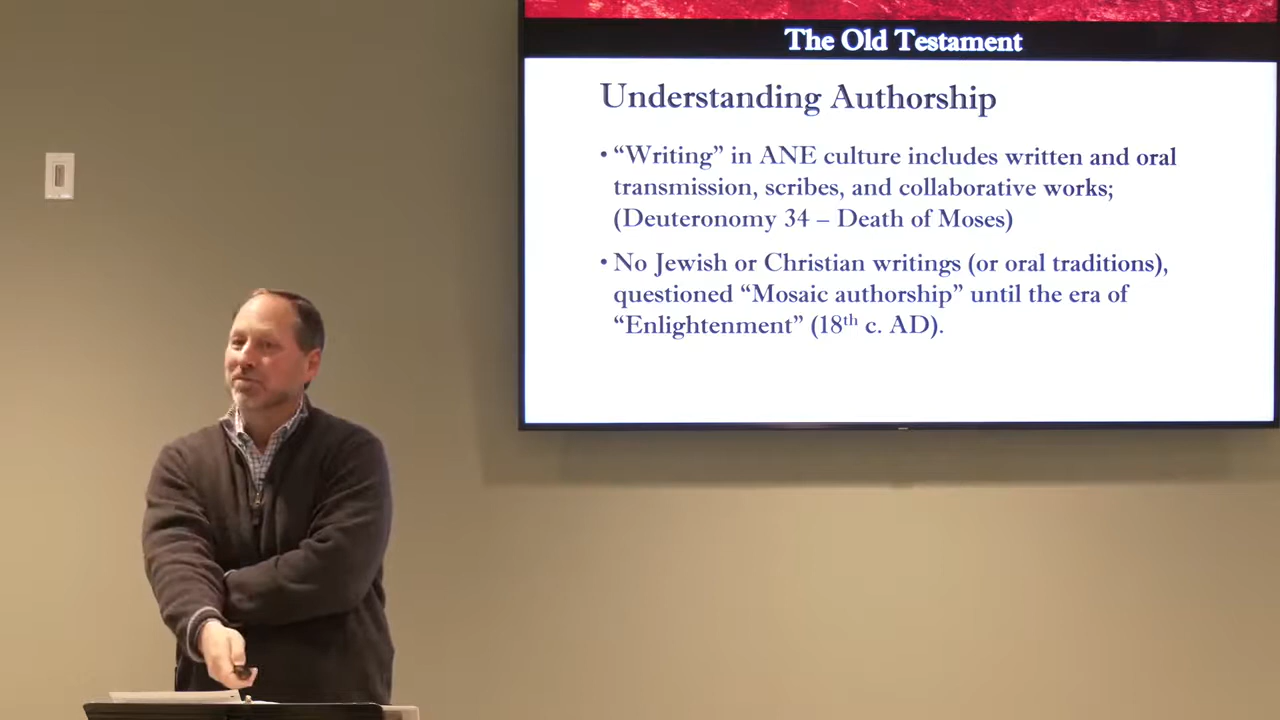 The Old Testament
Understanding Authorship
• “Writing” in ANE culture includes written and oral
transmission, scribes, and collaborative works;
(Deuteronomy 34 – Death of Moses)
• No Jewish or Christian writings (or oral traditions),
questioned “Mosaic authorship” until the era of
“Enlightenment” (18th c. AD).